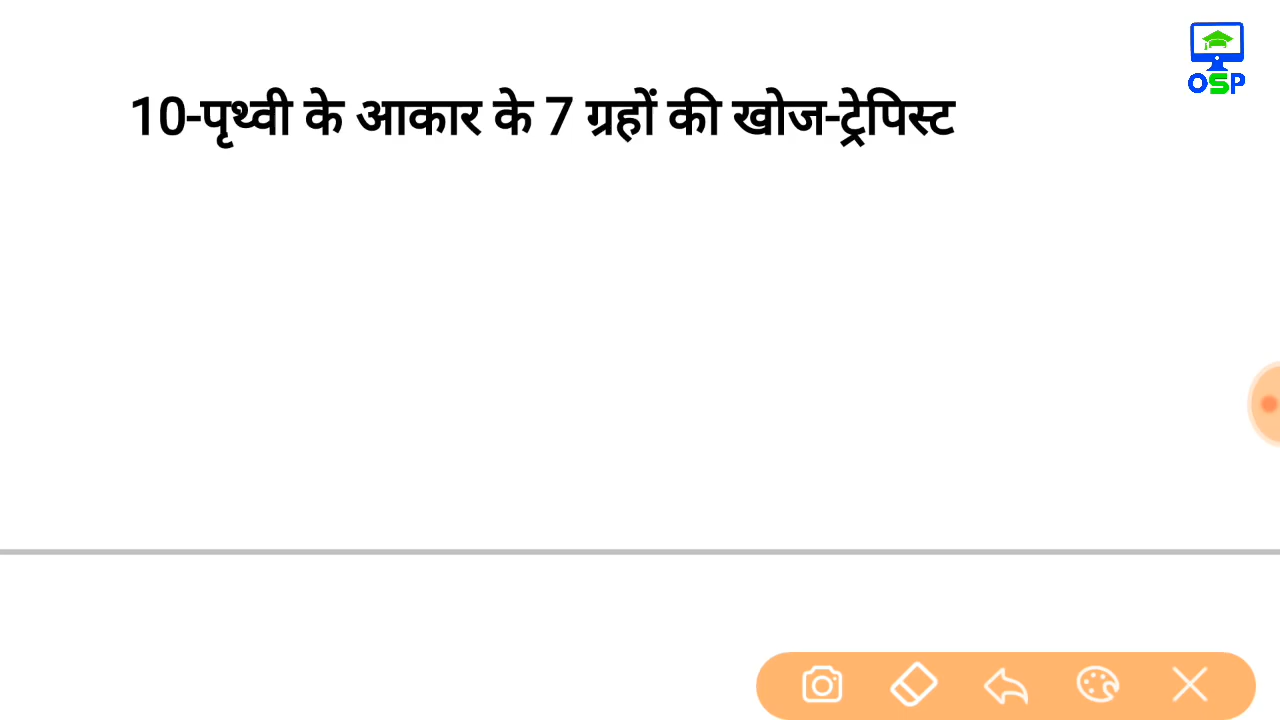 OSP
10-पृथ्वी के आकार के 7 ग्रहों की खोज-ट्रेपिस्ट